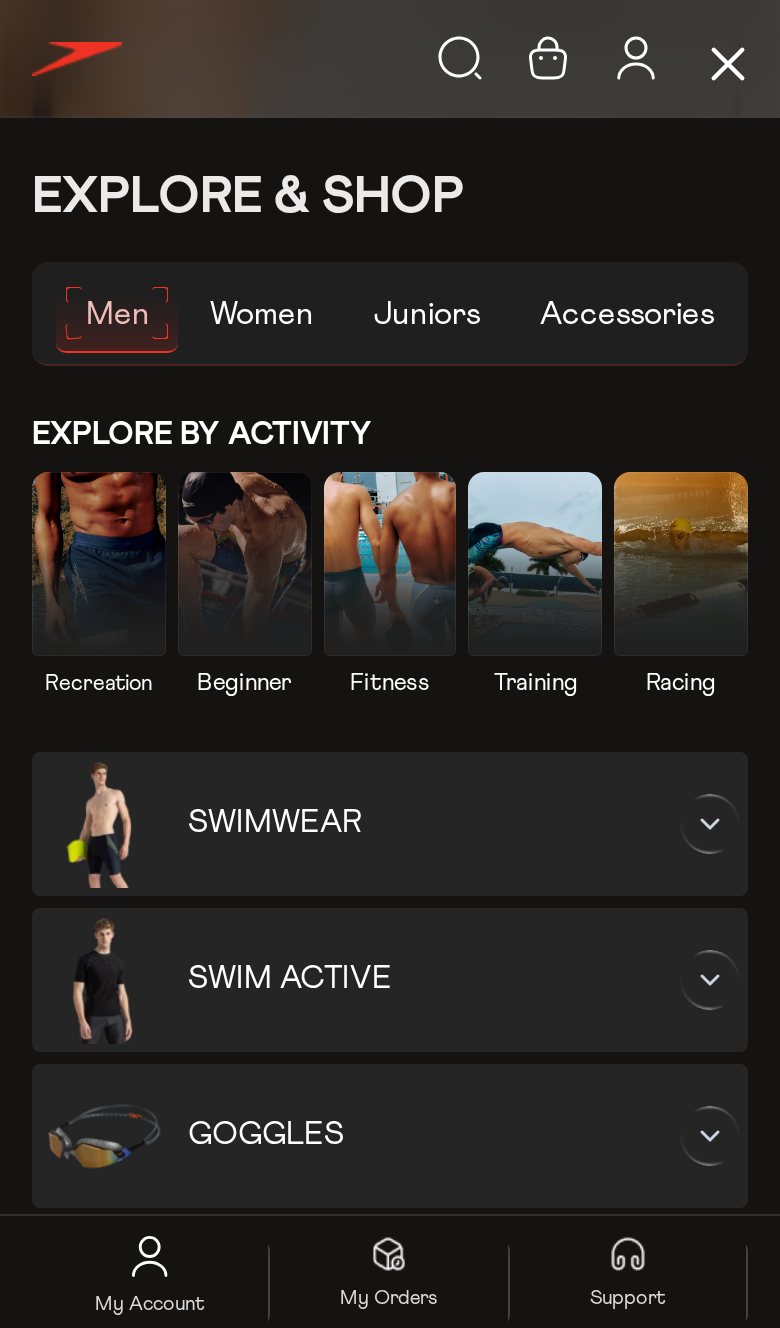 EXPLORE & SHOP
Men Women Juniors Accessories
EXPLORE BY ACTIVITY
Recreation Beginner Fitness Training Racing
SWIMWEAR
SWIM ACTIVE
GOGGLES
My Account My Orders Support